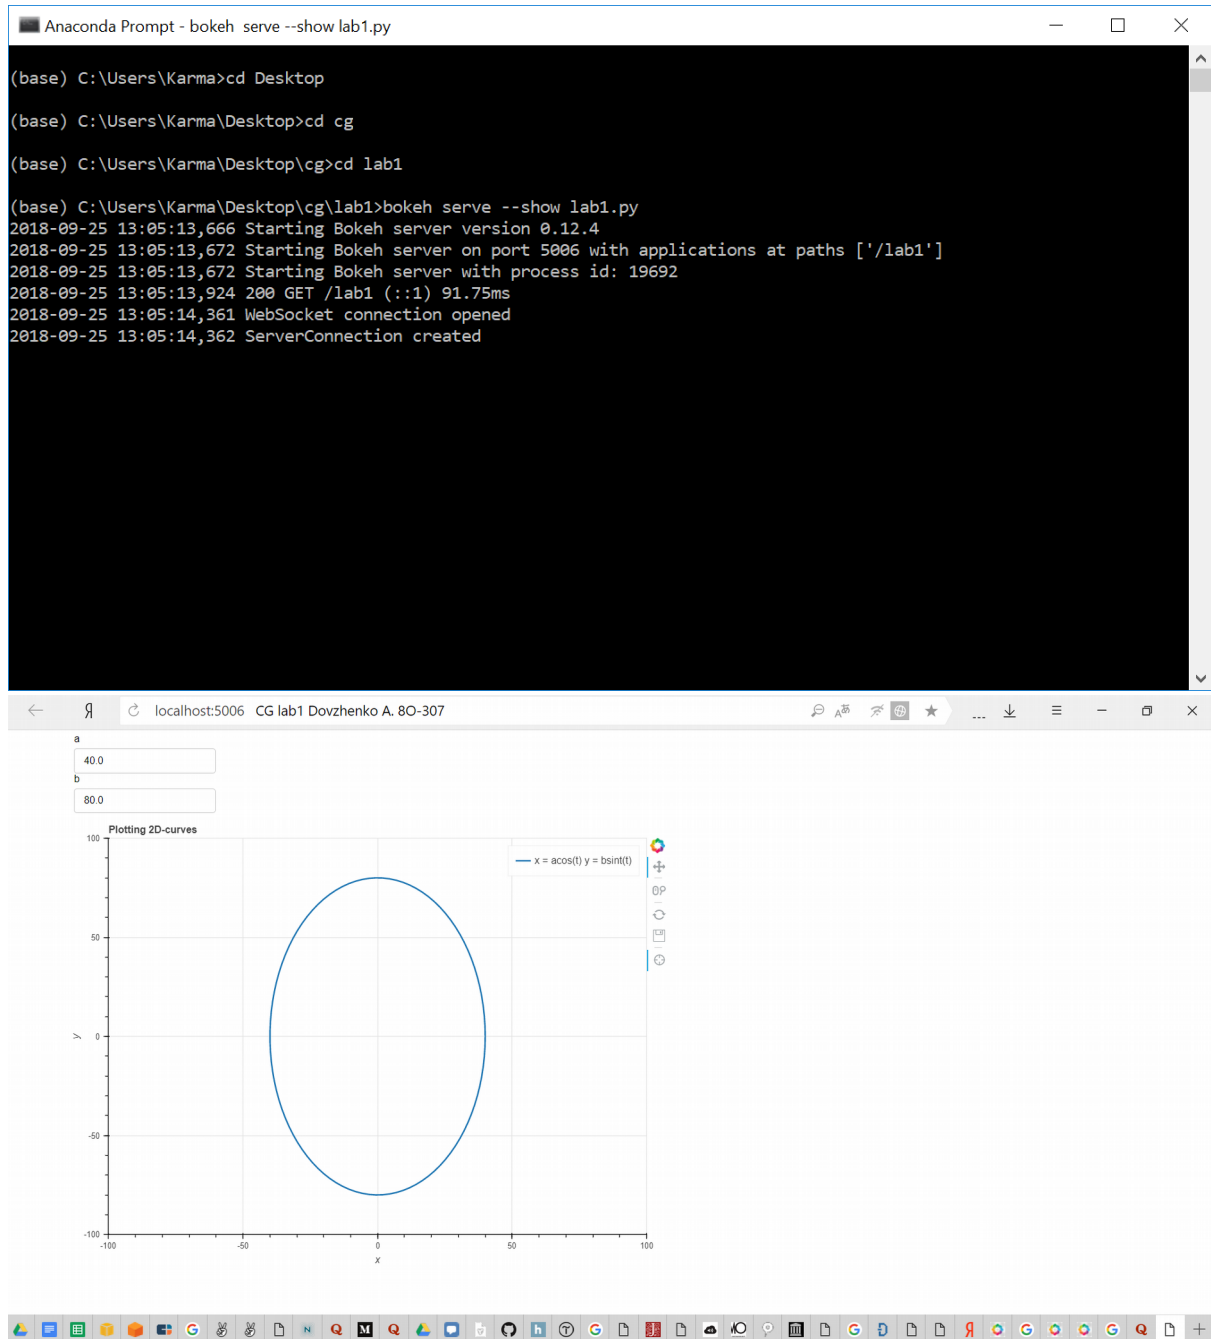 Anaconda Prompt - bokeh  serve --show lab1.py
(base) C:\Users\Karma>cd Desktop
(base) C:\Users\Karma\Desktop>cd cg
(base) C:\Users\Karma\Desktop\cg>cd lab1
(base) C:\Users\Karma\Desktop\cg\lab1>bokeh serve --show lab1.py
2018-09-25 13:05:13,666 Starting Bokeh server version 0.12.4
2018-09-25 13:05:13,672 Starting Bokeh server on port 5006 with applications at paths ['/lab1']
2018-09-25 13:05:13,672 Starting Bokeh server with process id: 19692
2018-09-25 13:05:13,924 200 GET /lab1 (::1) 91.75ms
2018-09-25 13:05:14,361 WebSocket connection opened
2018-09-25 13:05:14,362 ServerConnection created
Я localhost:5006 CG lab1 Dovzhenko A. 8O-307
a
40.0
b
80.0
Plotting 2D-curves
x = acos(t) y = bsint(t)
100
50
y
0
-50
-100
-100 -50 0 50 100
x